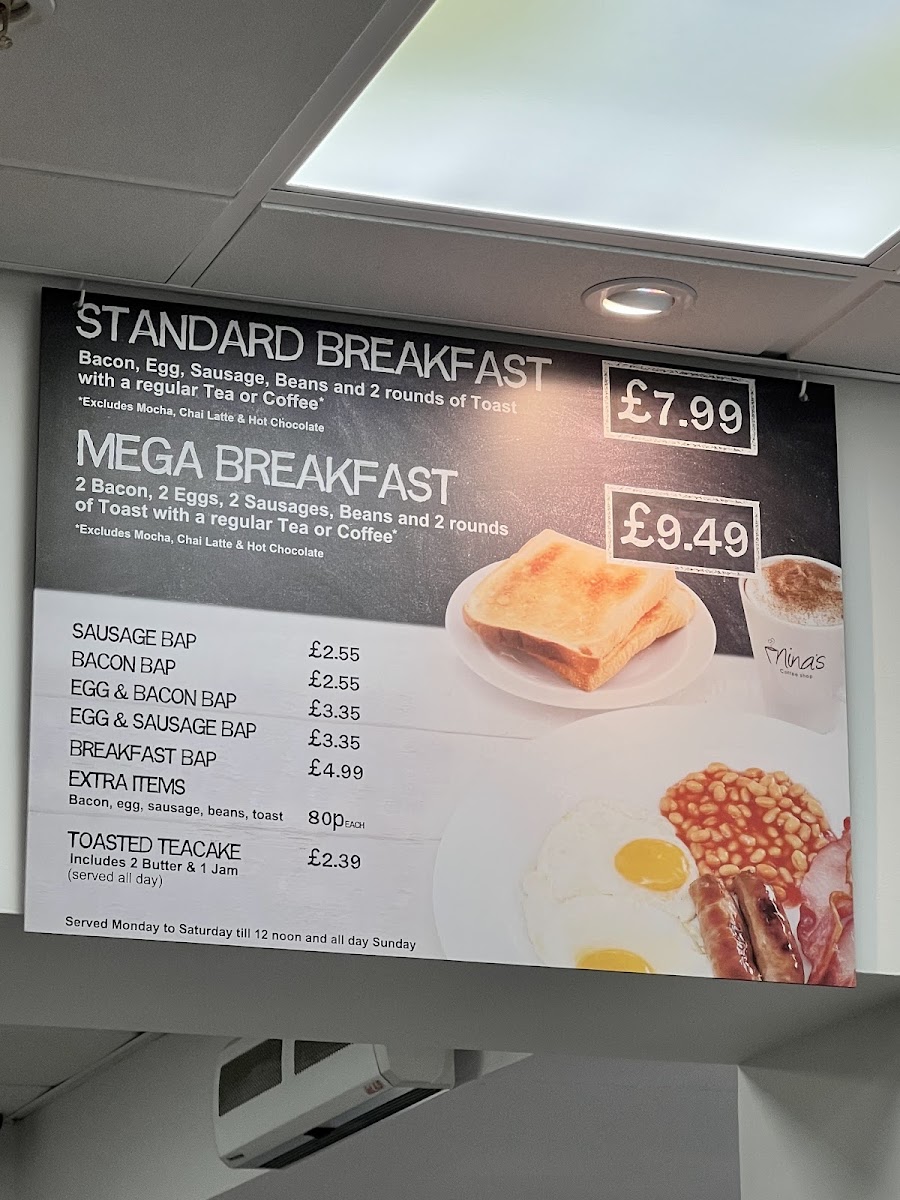 STANDARD BREAKFAST
Bacon, Egg, Sausage, Beans and 2 rounds of Toast
with a regular Tea or Coffee*
*Excludes Mocha, Chai Latte & Hot Chocolate
£7.99
MEGA BREAKFAST
2 Bacon, 2 Eggs, 2 Sausages, Beans and 2 rounds
of Toast with a regular Tea or Coffee*
*Excludes Mocha, Chai Latte & Hot Chocolate
£9.49
SAUSAGE BAP £2.55
BACON BAP £2.55
EGG & BACON BAP £3.35
EGG & SAUSAGE BAP £3.35
BREAKFAST BAP £4.99
EXTRA ITEMS
Bacon, egg, sausage, beans, toast 80p EACH
TOASTED TEACAKE £2.39
Includes 2 Butter & 1 Jam
(served all day)
Served Monday to Saturday till 12 noon and all day Sunday
nina's
Coffee shop